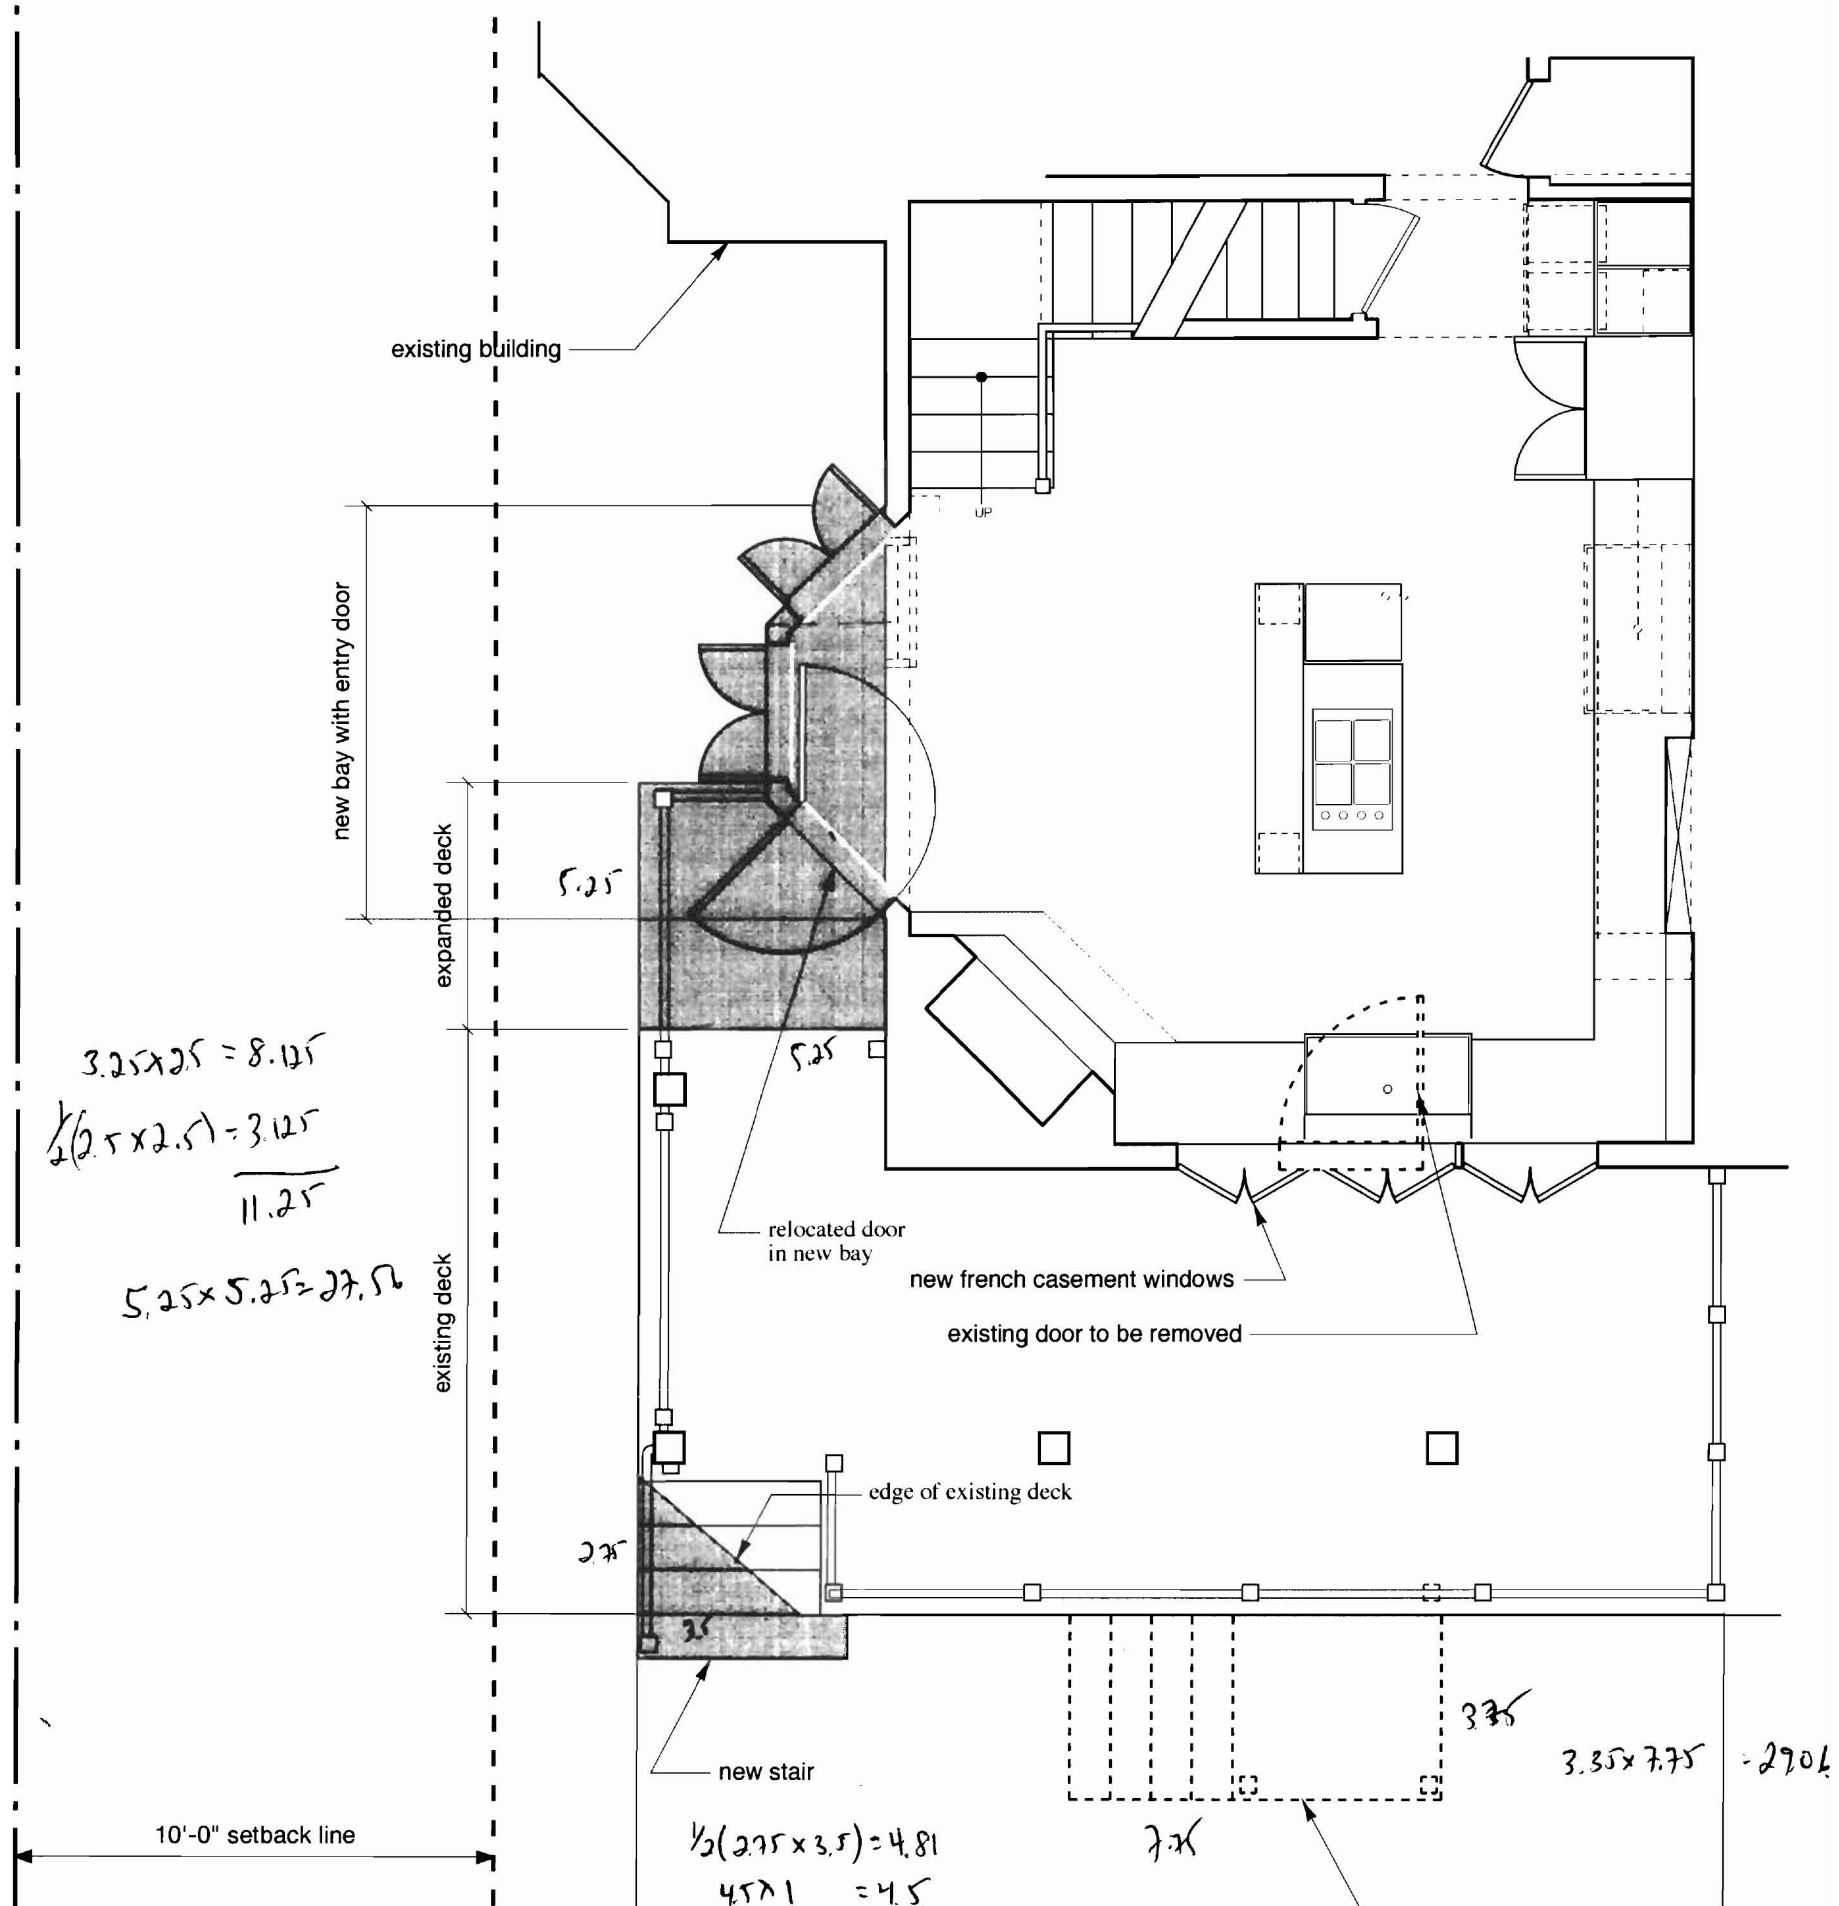 existing building
UP
new bay with entry door
expanded deck
5.25
5.25
3.25x2.5 = 8.125
1/2(2.5x2.5) = 3.125
11.25
5.25x5.25=27.56
existing deck
relocated door
in new bay
new french casement windows
existing door to be removed
edge of existing deck
2.75
3.5
new stair
3.75
3.35x7.75 = 29.06
7.75
10'-0" setback line
1/2(2.75x3.5)=4.81
4.5x1 =4.5